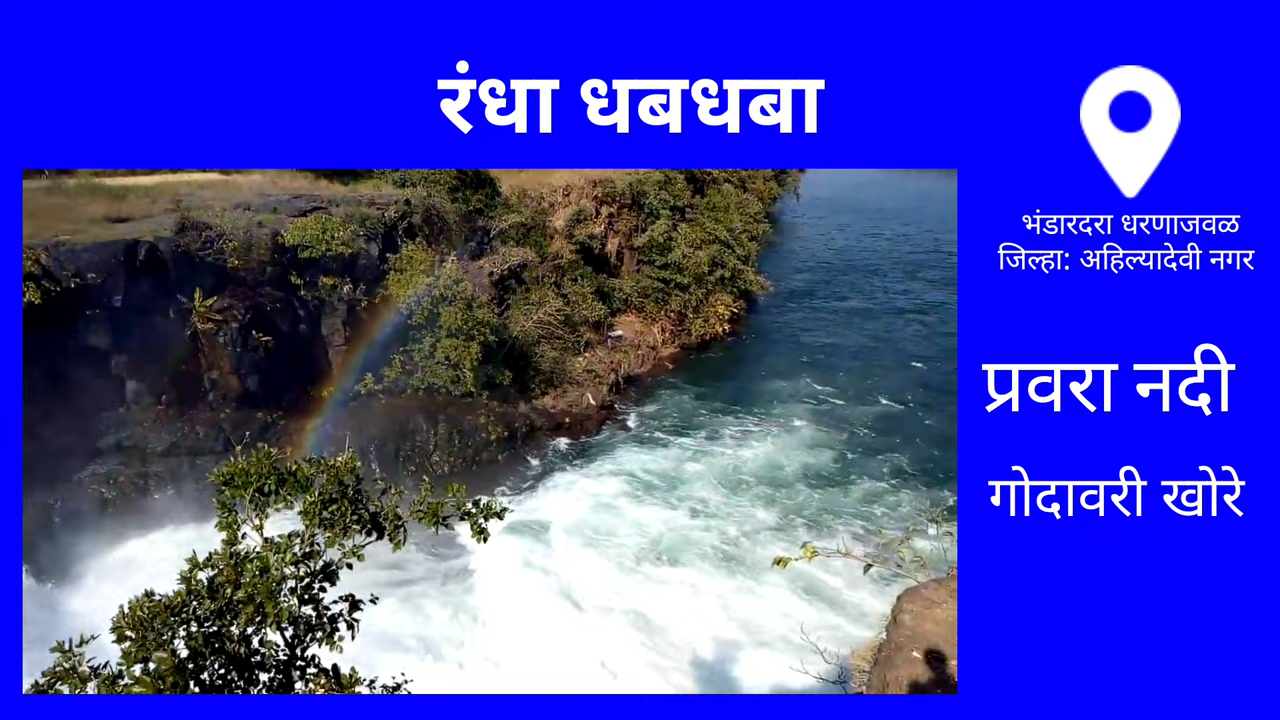 रंधा धबधबा
भंडारदरा धरणाजवळ
जिल्हा: अहिल्यादेवी नगर
प्रवरा नदी
गोदावरी खोरे